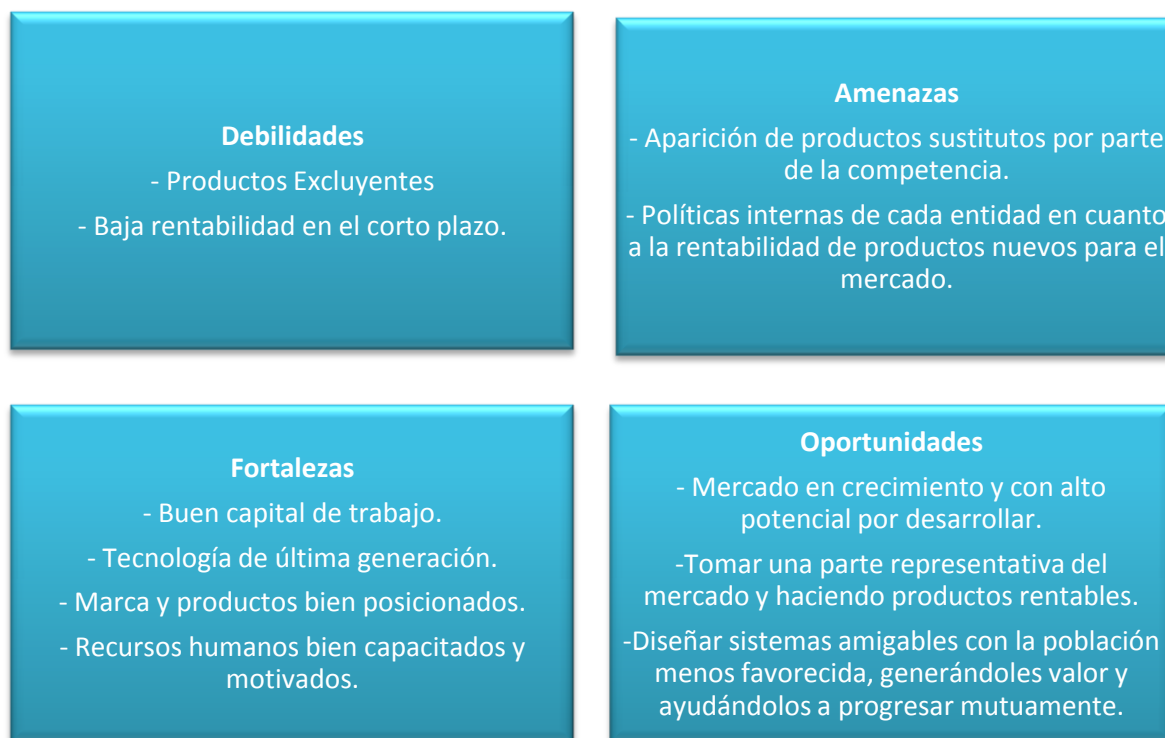 Debilidades
- Productos Excluyentes
- Baja rentabilidad en el corto plazo.
Amenazas
- Aparición de productos sustitutos por parte
de la competencia.
- Políticas internas de cada entidad en cuanto
a la rentabilidad de productos nuevos para el
mercado.
Fortalezas
- Buen capital de trabajo.
- Tecnología de última generación.
- Marca y productos bien posicionados.
- Recursos humanos bien capacitados y
motivados.
Oportunidades
- Mercado en crecimiento y con alto
potencial por desarrollar.
-Tomar una parte representativa del
mercado y haciendo productos rentables.
-Diseñar sistemas amigables con la población
menos favorecida, generándoles valor y
ayudándolos a progresar mutuamente.